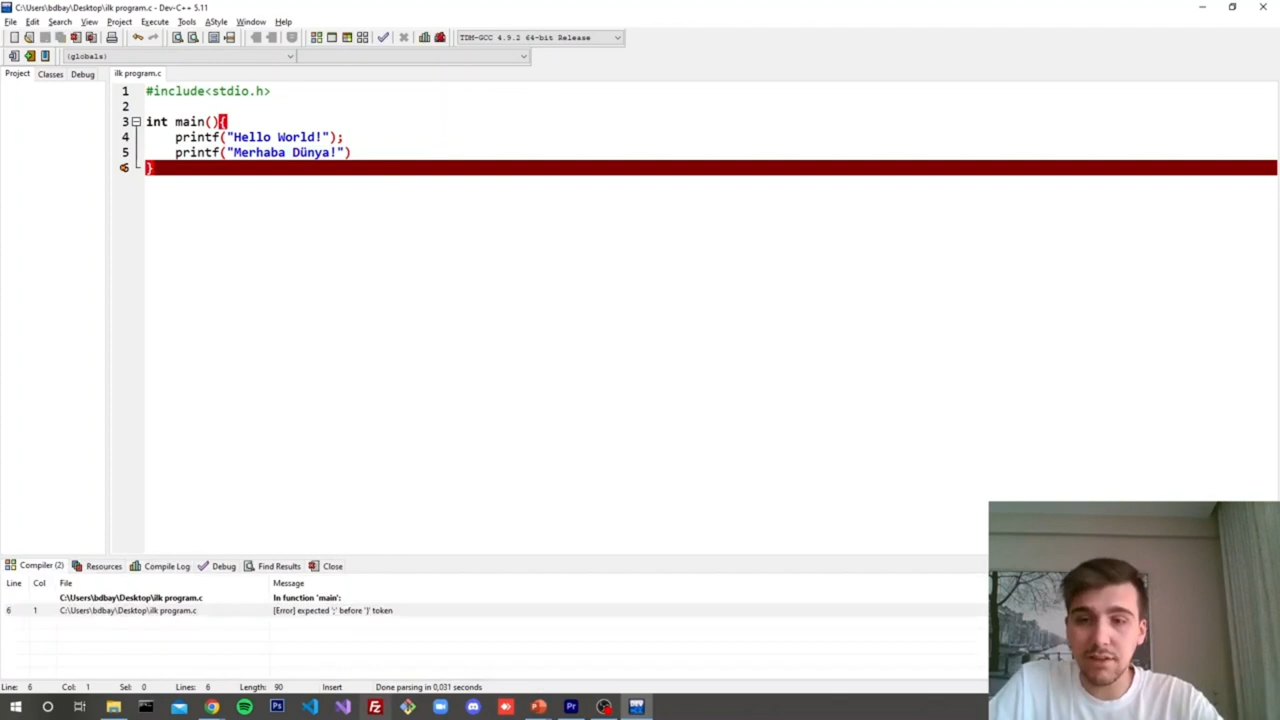 C:\Users\bdbay\Desktop\ilk program.c - Dev-C++ 5.11
File Edit Search View Project Execute Tools AStyle Window Help
TDM-GCC 4.9.2 64-bit Release
(globals)
Project Classes Debug ilk program.c
1 #include<stdio.h>
2
3 int main(){
4 printf("Hello World!");
5 printf("Merhaba Dünya!")
6 }
Compiler (2) Resources Compile Log Debug Find Results Close
Line Col File Message
C:\Users\bdbay\Desktop\ilk program.c In function 'main':
6 1 C:\Users\bdbay\Desktop\ilk program.c [Error] expected ';' before '}' token
Line: 6 Col: 1 Sel: 0 Lines: 6 Length: 90 Insert Done parsing in 0,031 seconds